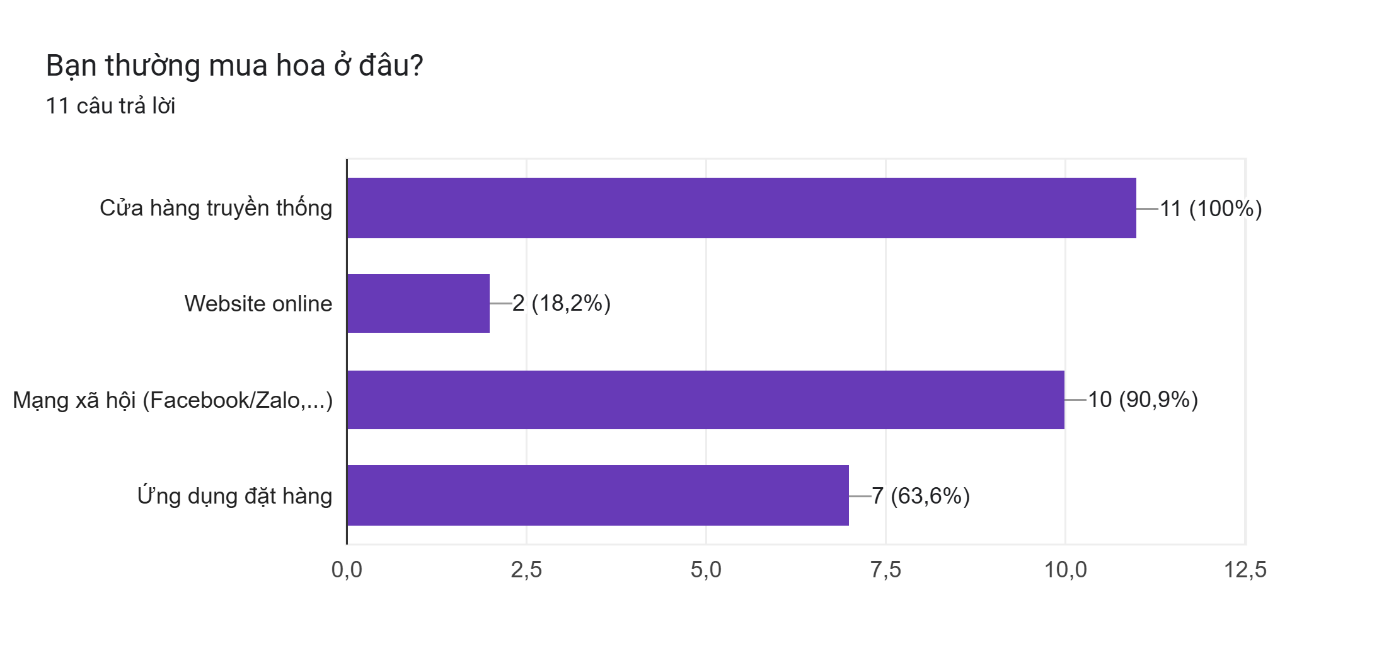 Bạn thường mua hoa ở đâu?
11 câu trả lời
Cửa hàng truyền thống
11 (100%)
Website online
2 (18,2%)
Mạng xã hội (Facebook/Zalo,...)
10 (90,9%)
Ứng dụng đặt hàng
7 (63,6%)
0,0 2,5 5,0 7,5 10,0 12,5